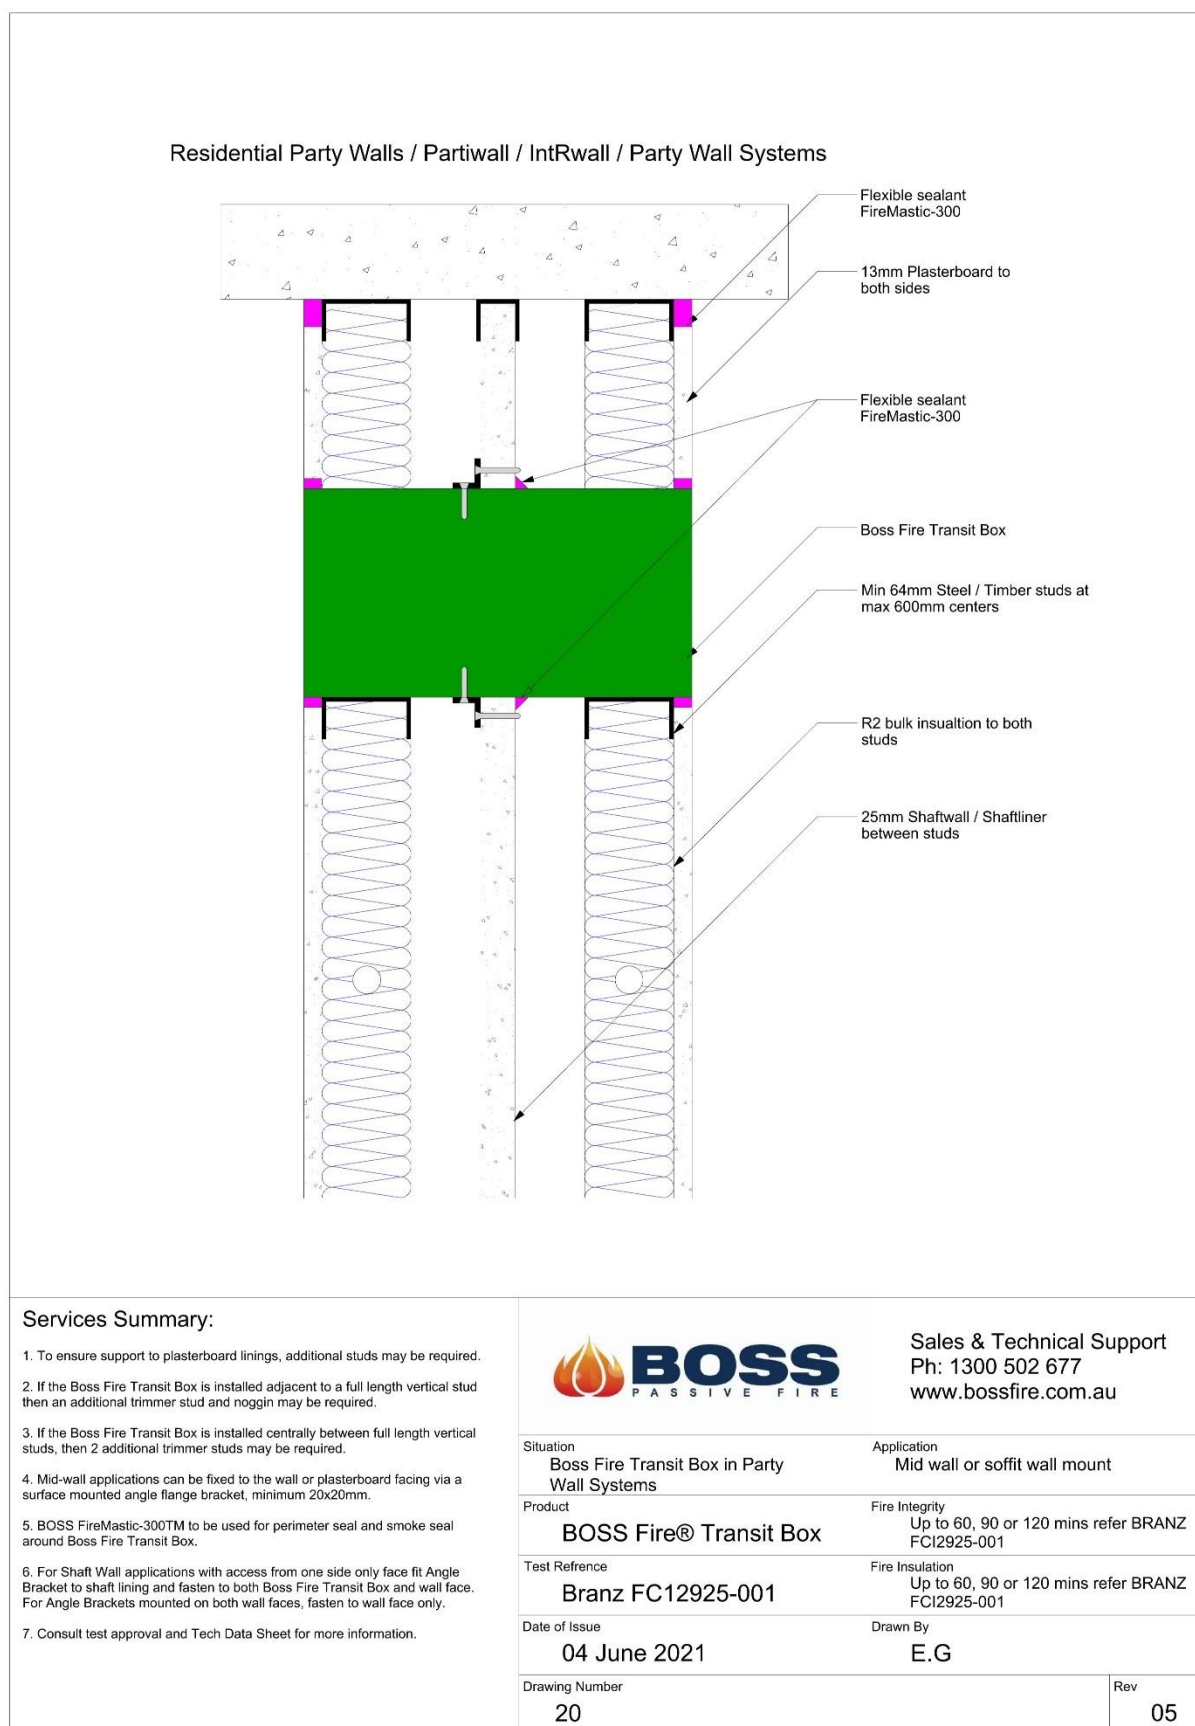 Residential Party Walls / Partiwall / IntRwall / Party Wall Systems
Flexible sealant
FireMastic-300
13mm Plasterboard to
both sides
Flexible sealant
FireMastic-300
Boss Fire Transit Box
Min 64mm Steel / Timber studs at
max 600mm centers
R2 bulk insualtion to both
studs
25mm Shaftwall / Shaftliner
between studs
Services Summary:
1. To ensure support to plasterboard linings, additional studs may be required.
2. If the Boss Fire Transit Box is installed adjacent to a full length vertical stud
then an additional trimmer stud and noggin may be required.
3. If the Boss Fire Transit Box is installed centrally between full length vertical
studs, then 2 additional trimmer studs may be required.
4. Mid-wall applications can be fixed to the wall or plasterboard facing via a
surface mounted angle flange bracket, minimum 20x20mm.
5. BOSS FireMastic-300TM to be used for perimeter seal and smoke seal
around Boss Fire Transit Box.
6. For Shaft Wall applications with access from one side only face fit Angle
Bracket to shaft lining and fasten to both Boss Fire Transit Box and wall face.
For Angle Brackets mounted on both wall faces, fasten to wall face only.
7. Consult test approval and Tech Data Sheet for more information.
BOSS
PASSIVE FIRE
Sales & Technical Support
Ph: 1300 502 677
www.bossfire.com.au
Situation
Boss Fire Transit Box in Party
Wall Systems
Application
Mid wall or soffit wall mount
Product
BOSS Fire® Transit Box
Fire Integrity
Up to 60, 90 or 120 mins refer BRANZ
FCI2925-001
Test Refrence
Branz FC12925-001
Fire Insulation
Up to 60, 90 or 120 mins refer BRANZ
FCI2925-001
Date of Issue
04 June 2021
Drawn By
E.G
Drawing Number
20
Rev
05